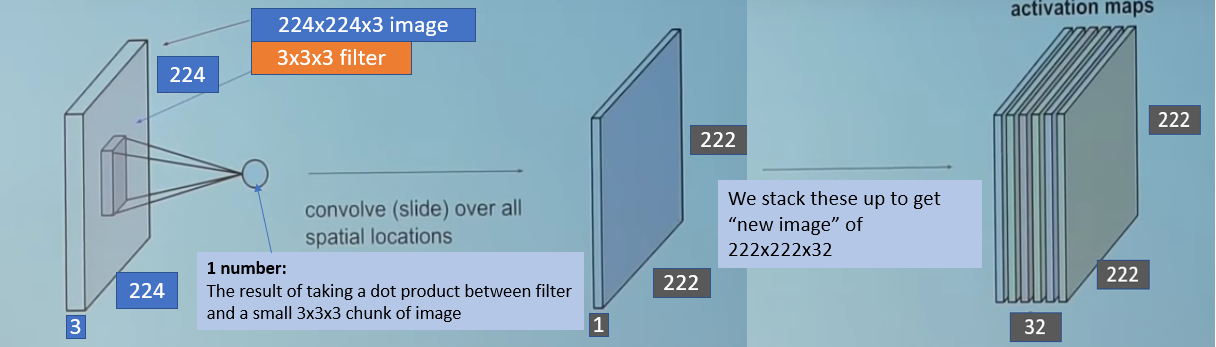 224x224x3 image
3x3x3 filter
224
224
3
1 number:
The result of taking a dot product between filter
and a small 3x3x3 chunk of image
convolve (slide) over all
spatial locations
222
222
1
We stack these up to get
“new image” of
222x222x32
activation maps
222
222
32